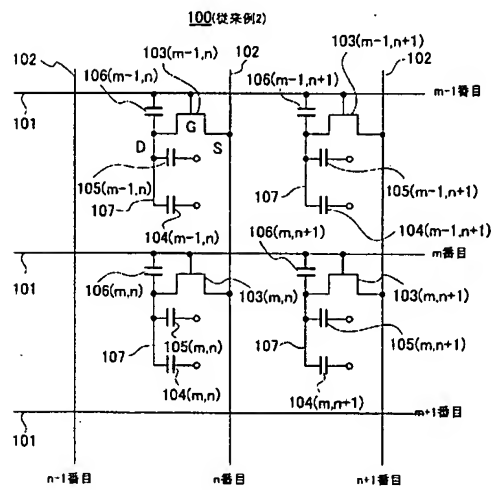 100(従来例2)
103(m-1,n)
103(m-1,n+1)
102
106(m-1,n)
102
106(m-1,n+1)
102
m-1番目
101
G
D
S
105(m-1,n)
105(m-1,n+1)
107
107
104(m-1,n)
106(m,n+1)
104(m-1,n+1)
m番目
101
106(m,n)
103(m,n)
103(m,n+1)
105(m,n)
107
107
105(m,n+1)
104(m,n)
104(m,n+1)
m+1番目
101
n-1番目
n番目
n+1番目